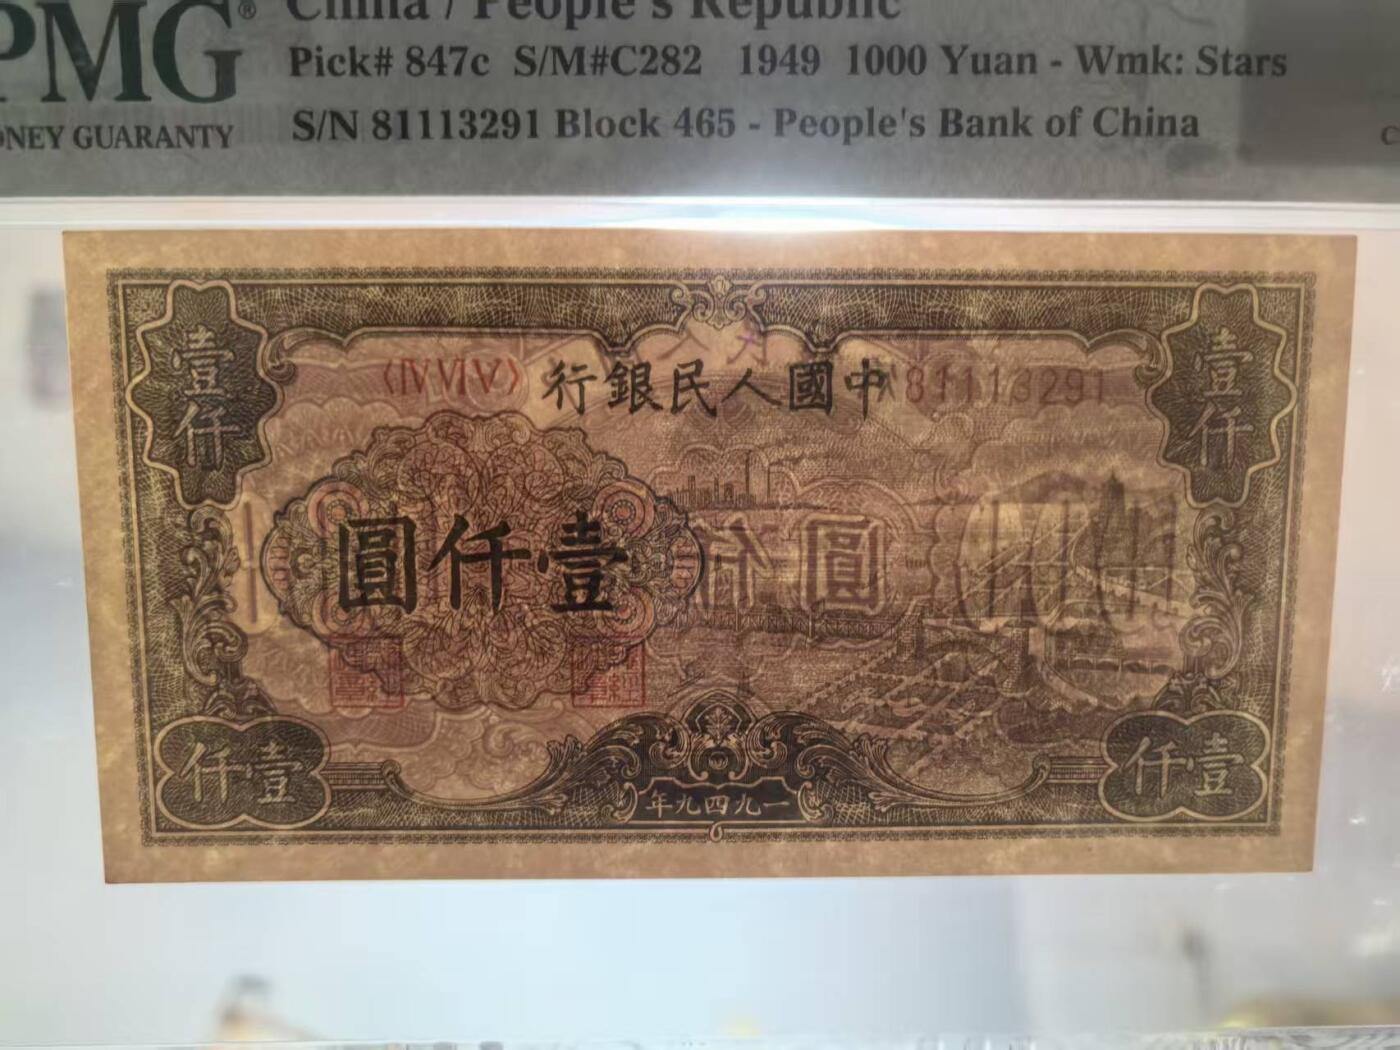 PMG®
China / People's Republic
Pick# 847c S/M#C282 1949 1000 Yuan - Wmk: Stars
S/N 81113291 Block 465 - People's Bank of China
MONEY GUARANTY
壹仟
壹仟
〈ⅣⅥⅤ〉
81113291
行銀民人國中
圓仟壹
圓
仟壹
仟壹
年九四九一